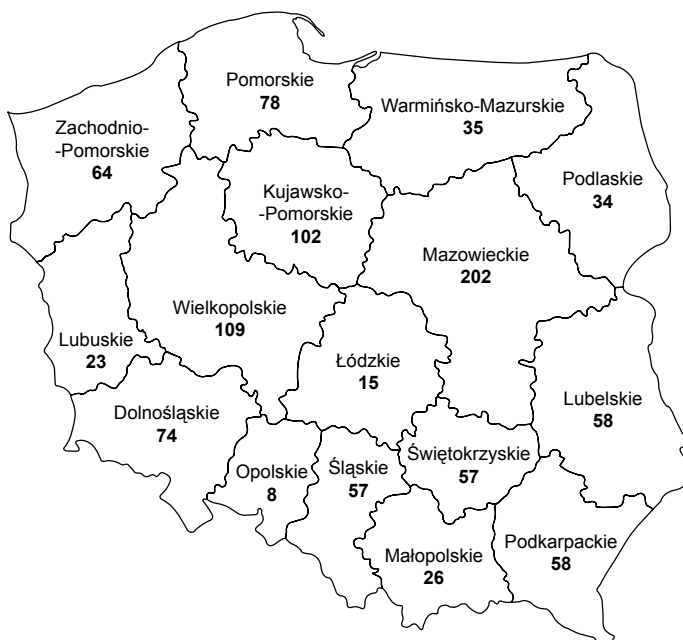 Pomorskie
78
Warmińsko-Mazurskie
35
Zachodnio-
-Pomorskie
64
Podlaskie
34
Kujawsko-
-Pomorskie
102
Mazowieckie
202
Wielkopolskie
109
Lubuskie
23
Łódzkie
15
Lubelskie
58
Dolnośląskie
74
Opolskie
8
Śląskie
57
Świętokrzyskie
57
Małopolskie
26
Podkarpackie
58